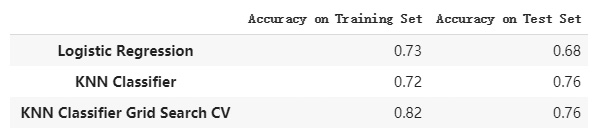 Accuracy on Training Set Accuracy on Test Set
Logistic Regression 0.73 0.68
KNN Classifier 0.72 0.76
KNN Classifier Grid Search CV 0.82 0.76